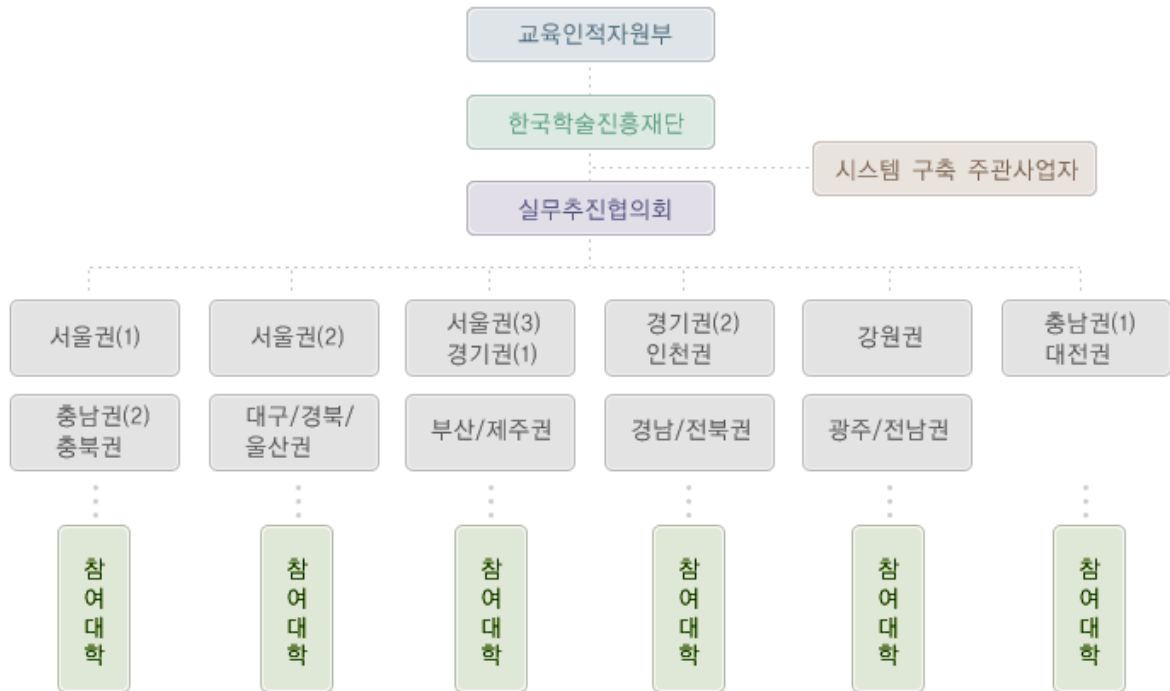 교육인적자원부
한국학술진흥재단
시스템 구축 주관사업자
실무추진협의회
서울권(1)
서울권(2)
서울권(3)
경기권(1)
경기권(2)
인천권
강원권
충남권(1)
대전권
충남권(2)
충북권
대구/경북/
울산권
부산/제주권
경남/전북권
광주/전남권
참여대학
참여대학
참여대학
참여대학
참여대학
참여대학